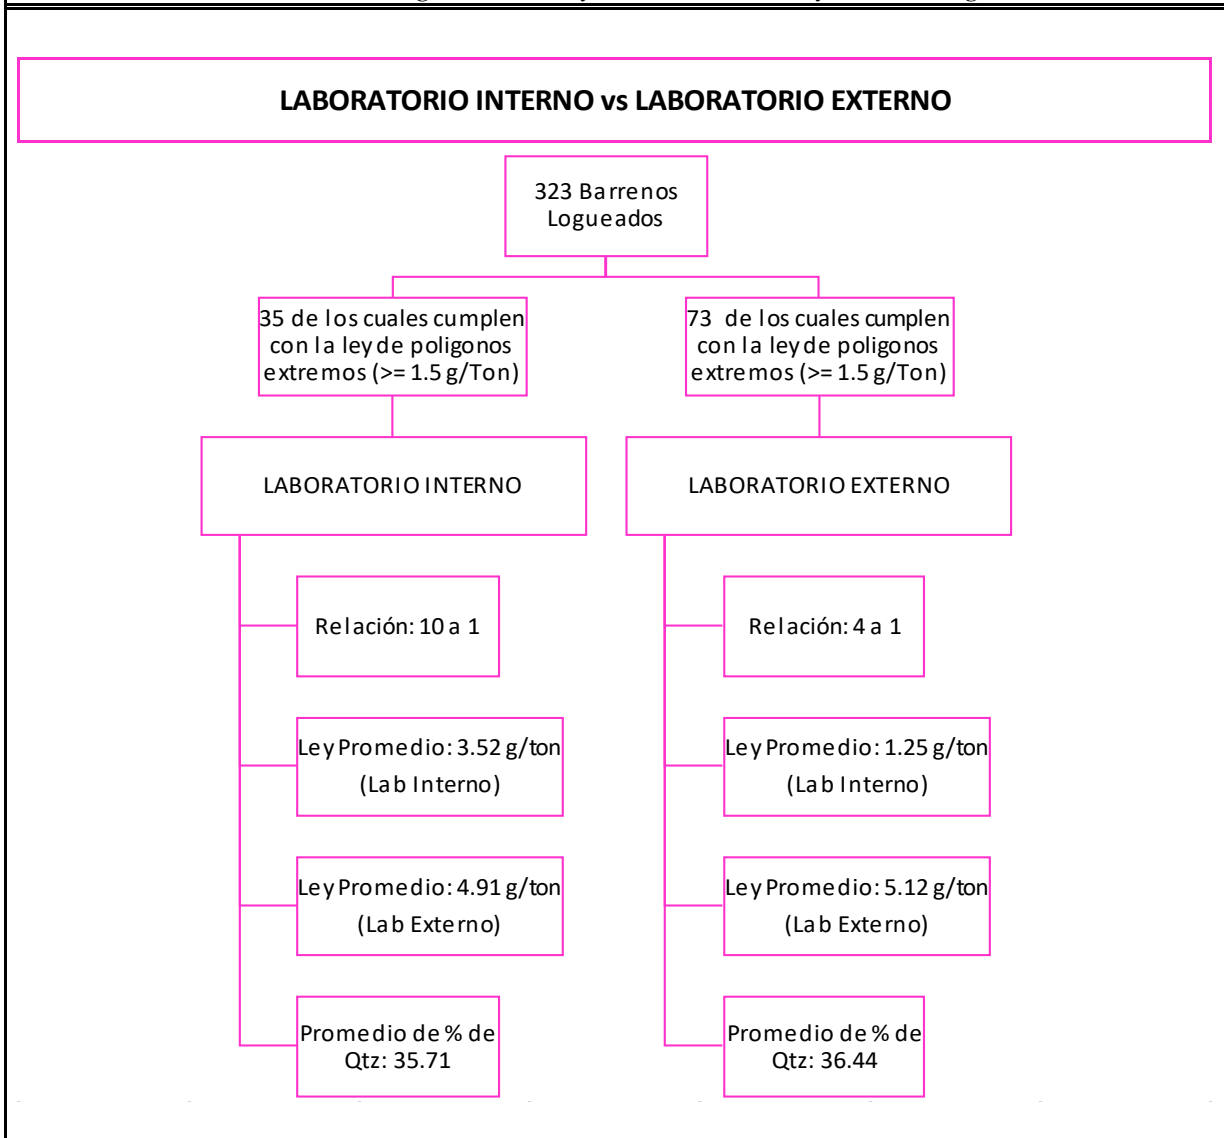 LABORATORIO INTERNO vs LABORATORIO EXTERNO
323 Barrenos
Logueados
35 de los cuales cumplen
con la ley de poligonos
extremos (>= 1.5 g/Ton)
73 de los cuales cumplen
con la ley de poligonos
extremos (>= 1.5 g/Ton)
LABORATORIO INTERNO
LABORATORIO EXTERNO
Relación: 10 a 1
Relación: 4 a 1
Ley Promedio: 3.52 g/ton
(Lab Interno)
Ley Promedio: 1.25 g/ton
(Lab Interno)
Ley Promedio: 4.91 g/ton
(Lab Externo)
Ley Promedio: 5.12 g/ton
(Lab Externo)
Promedio de % de
Qtz: 35.71
Promedio de % de
Qtz: 36.44